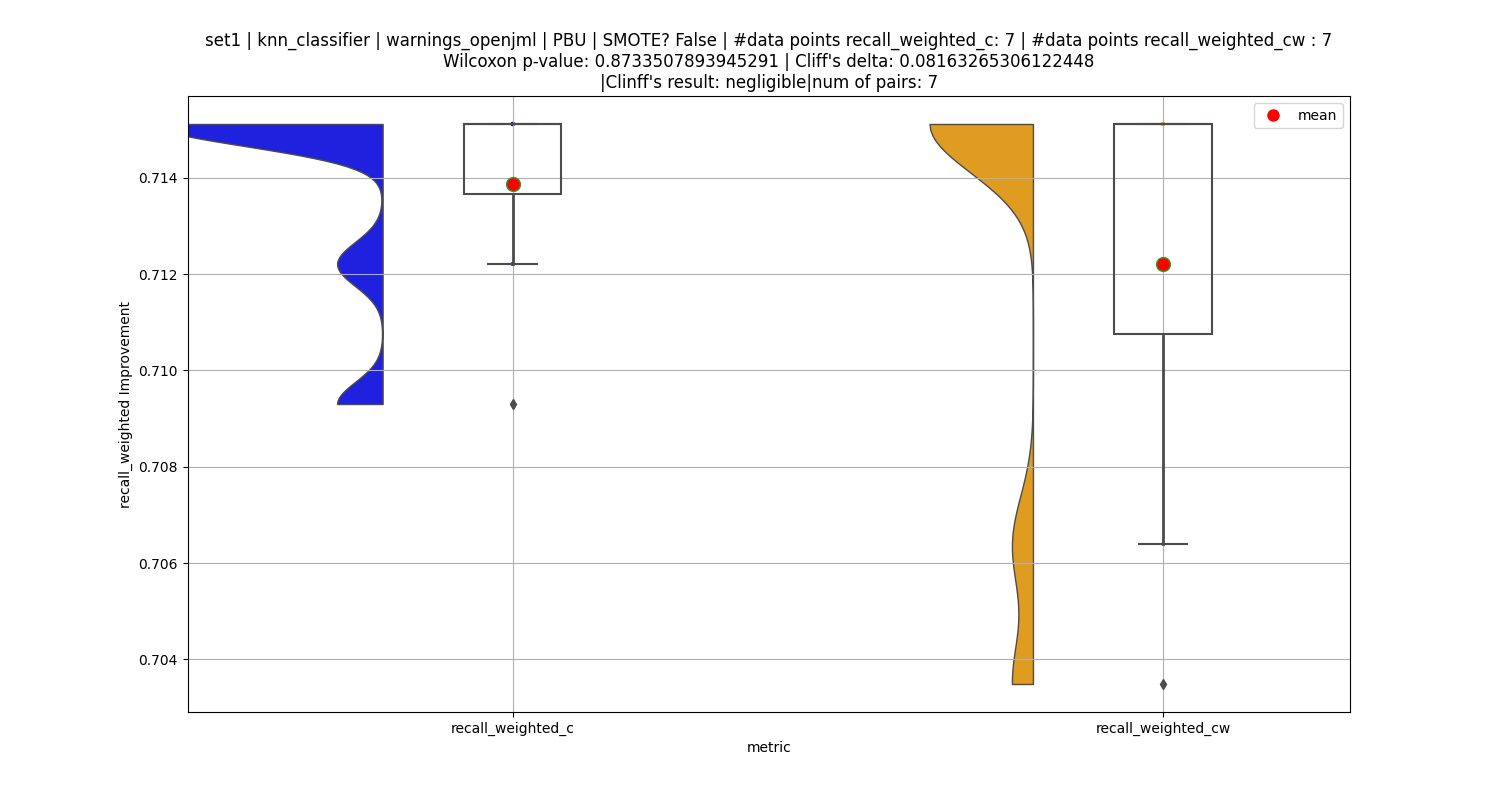 set1 | knn_classifier | warnings_openjml | PBU | SMOTE? False | #data points recall_weighted_c: 7 | #data points recall_weighted_cw : 7
Wilcoxon p-value: 0.8733507893945291 | Cliff's delta: 0.08163265306122448
|Clinff's result: negligible|num of pairs: 7
mean
0.714
0.712
0.710
0.708
0.706
0.704
recall_weighted Improvement
recall_weighted_c
recall_weighted_cw
metric